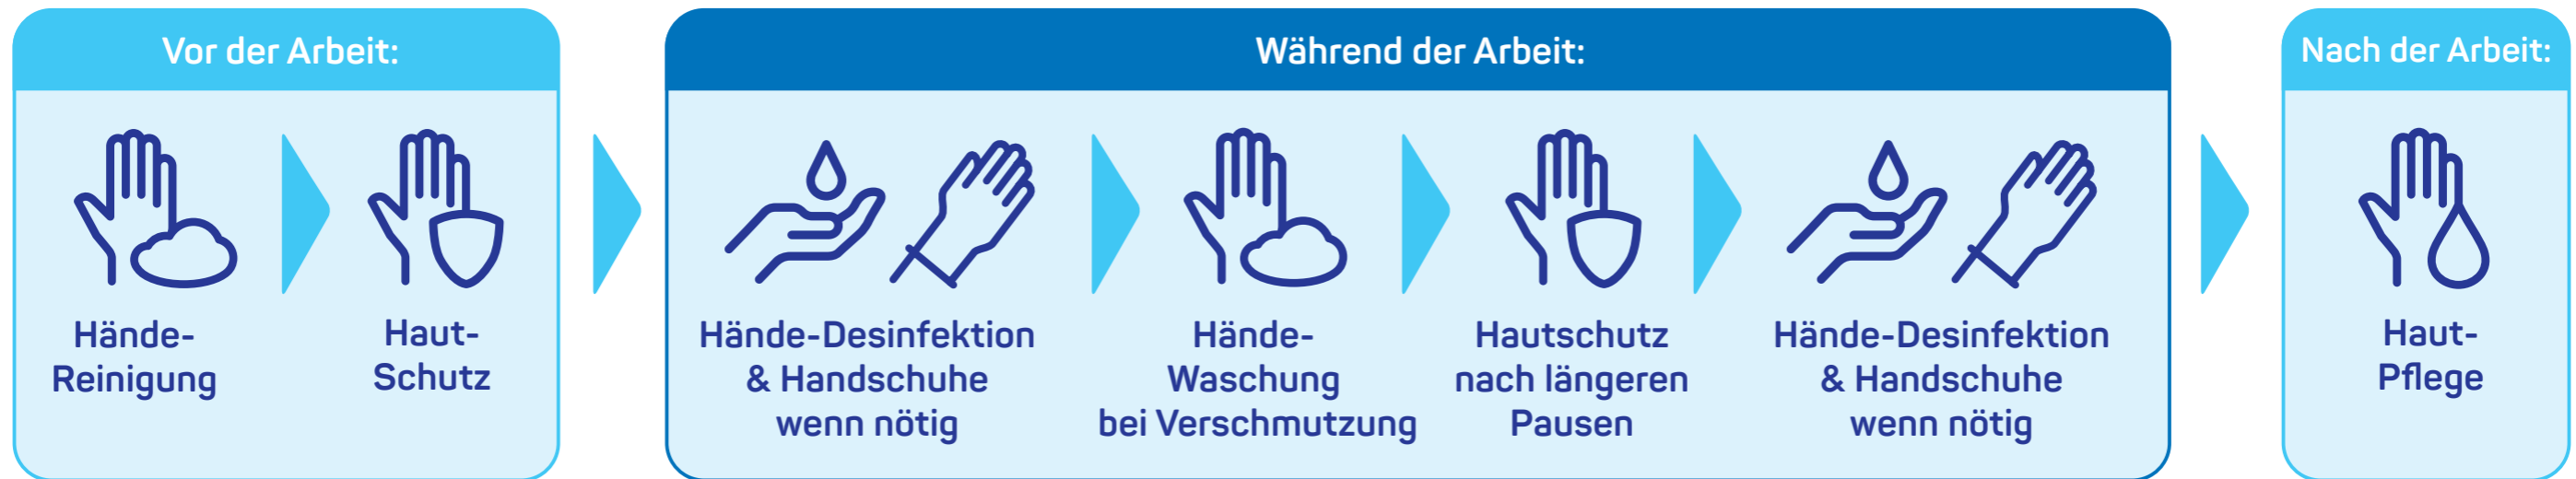 Vor der Arbeit:
Hände-
Reinigung
Haut-
Schutz
Während der Arbeit:
Hände-Desinfektion
& Handschuhe
wenn nötig
Hände-
Waschung
bei Verschmutzung
Hautschutz
nach längeren
Pausen
Hände-Desinfektion
& Handschuhe
wenn nötig
Nach der Arbeit:
Haut-
Pflege